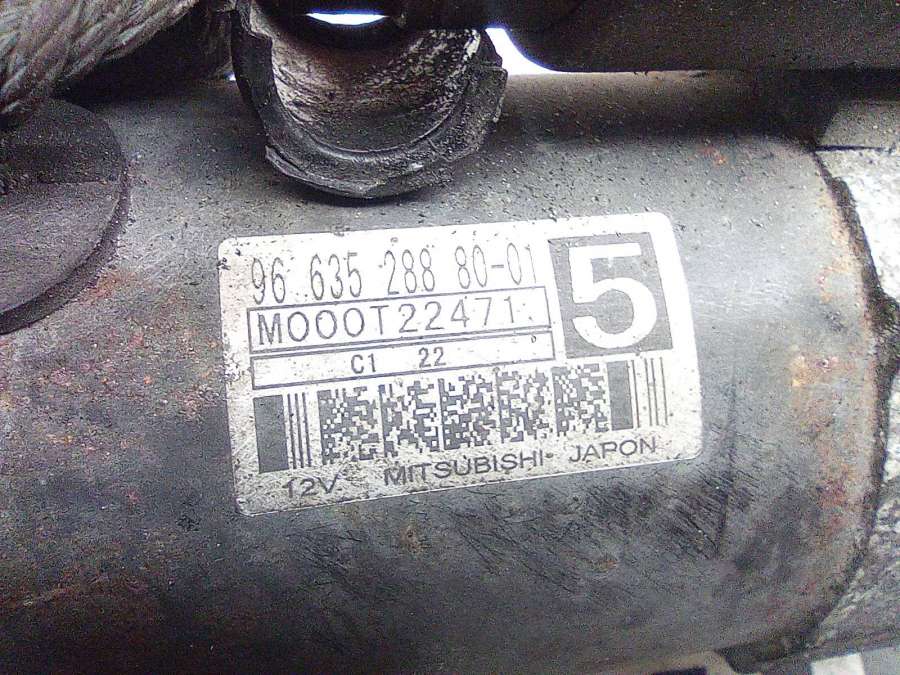 96 635 288 80-01
5
M000T22471
C1 22
12V MITSUBISHI JAPON